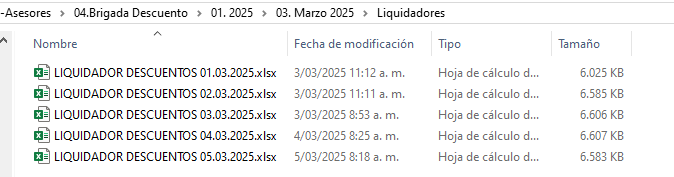 -Asesores > 04.Brigada Descuento > 01. 2025 > 03. Marzo 2025 > Liquidadores
Nombre Fecha de modificación Tipo Tamaño
LIQUIDADOR DESCUENTOS 01.03.2025.xlsx 3/03/2025 11:12 a. m. Hoja de cálculo d... 6.025 KB
LIQUIDADOR DESCUENTOS 02.03.2025.xlsx 3/03/2025 11:11 a. m. Hoja de cálculo d... 6.585 KB
LIQUIDADOR DESCUENTOS 03.03.2025.xlsx 3/03/2025 8:53 a. m. Hoja de cálculo d... 6.606 KB
LIQUIDADOR DESCUENTOS 04.03.2025.xlsx 4/03/2025 8:25 a. m. Hoja de cálculo d... 6.607 KB
LIQUIDADOR DESCUENTOS 05.03.2025.xlsx 5/03/2025 8:18 a. m. Hoja de cálculo d... 6.583 KB